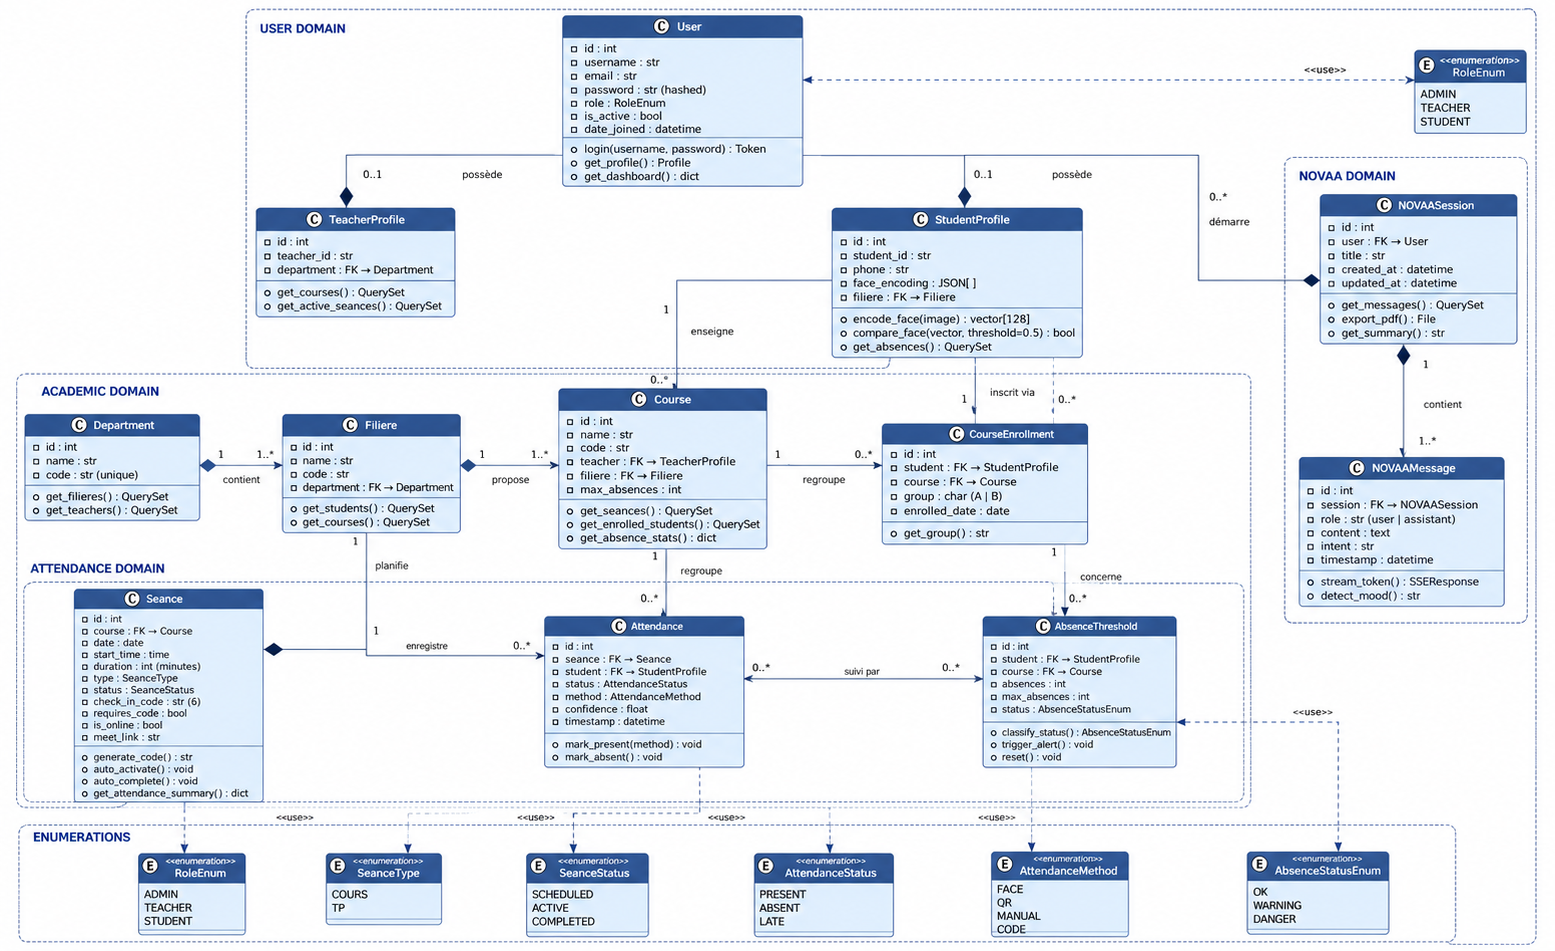 USER DOMAIN
C User
id : int
username : str
email : str
password : str (hashed)
role : RoleEnum
is_active : bool
date_joined : datetime
login(username, password) : Token
get_profile() : Profile
get_dashboard() : dict
<<use>>
E <<enumeration>>
RoleEnum
ADMIN
TEACHER
STUDENT
0..1
possède
0..1
possède
0..*
démarre
C TeacherProfile
id : int
teacher_id : str
department : FK → Department
get_courses() : QuerySet
get_active_seances() : QuerySet
C StudentProfile
id : int
student_id : str
phone : str
face_encoding : JSON[ ]
filiere : FK → Filiere
encode_face(image) : vector[128]
compare_face(vector, threshold=0.5) : bool
get_absences() : QuerySet
NOVAA DOMAIN
C NOVAASession
id : int
user : FK → User
title : str
created_at : datetime
updated_at : datetime
get_messages() : QuerySet
export_pdf() : File
get_summary() : str
1
contient
1..*
C NOVAAMessage
id : int
session : FK → NOVAASession
role : str (user | assistant)
content : text
intent : str
timestamp : datetime
stream_token() : SSEResponse
detect_mood() : str
1
enseigne
0..*
inscrit via
1
0..*
ACADEMIC DOMAIN
C Department
id : int
name : str
code : str (unique)
get_filieres() : QuerySet
get_teachers() : QuerySet
1
1..*
contient
C Filiere
id : int
name : str
code : str
department : FK → Department
get_students() : QuerySet
get_courses() : QuerySet
1
1..*
propose
C Course
id : int
name : str
code : str
teacher : FK → TeacherProfile
filiere : FK → Filiere
max_absences : int
get_seances() : QuerySet
get_enrolled_students() : QuerySet
get_absence_stats() : dict
1
0..*
regroupe
C CourseEnrollment
id : int
student : FK → StudentProfile
course : FK → Course
group : char (A | B)
enrolled_date : date
get_group() : str
1
planifie
1
regroupe
0..*
1
concerne
0..*
ATTENDANCE DOMAIN
C Seance
id : int
course : FK → Course
date : date
start_time : time
duration : int (minutes)
type : SeanceType
status : SeanceStatus
check_in_code : str (6)
requires_code : bool
is_online : bool
meet_link : str
generate_code() : str
auto_activate() : void
auto_complete() : void
get_attendance_summary() : dict
1
enregistre
0..*
C Attendance
id : int
seance : FK → Seance
student : FK → StudentProfile
status : AttendanceStatus
method : AttendanceMethod
confidence : float
timestamp : datetime
mark_present(method) : void
mark_absent() : void
0..*
suivi par
0..*
C AbsenceThreshold
id : int
student : FK → StudentProfile
course : FK → Course
absences : int
max_absences : int
status : AbsenceStatusEnum
classify_status() : AbsenceStatusEnum
trigger_alert() : void
reset() : void
<<use>>
<<use>>
<<use>>
<<use>>
<<use>>
ENUMERATIONS
E <<enumeration>>
RoleEnum
ADMIN
TEACHER
STUDENT
E <<enumeration>>
SeanceType
COURS
TP
E <<enumeration>>
SeanceStatus
SCHEDULED
ACTIVE
COMPLETED
E <<enumeration>>
AttendanceStatus
PRESENT
ABSENT
LATE
E <<enumeration>>
AttendanceMethod
FACE
QR
MANUAL
CODE
E <<enumeration>>
AbsenceStatusEnum
OK
WARNING
DANGER